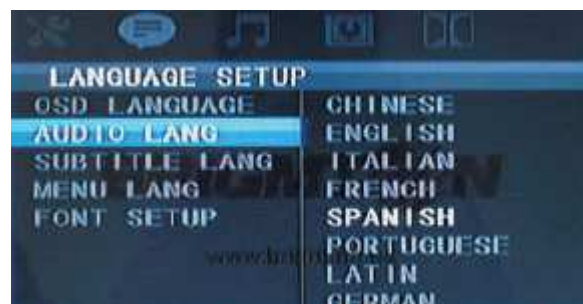 LANGUAGE SETUP
OSD LANGUAGE
AUDIO LANG
SUBTITLE LANG
MENU LANG
FONT SETUP
CHINESE
ENGLISH
ITALIAN
FRENCH
SPANISH
PORTUGUESE
LATIN
GERMAN